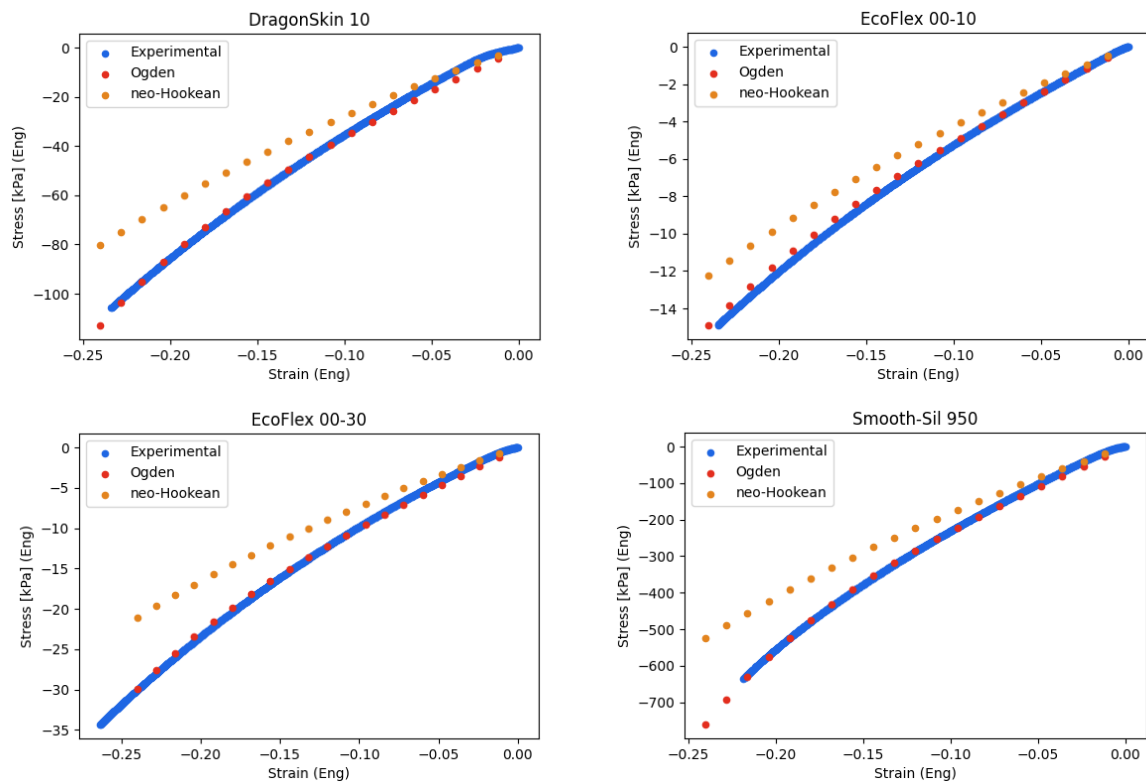 DragonSkin 10
Experimental
Ogden
neo-Hookean
Stress [kPa] (Eng)
0
−20
−40
−60
−80
−100
−0.25
−0.20
−0.15
−0.10
−0.05
0.00
Strain (Eng)
EcoFlex 00-10
Experimental
Ogden
neo-Hookean
Stress [kPa] (Eng)
0
−2
−4
−6
−8
−10
−12
−14
−0.25
−0.20
−0.15
−0.10
−0.05
0.00
Strain (Eng)
EcoFlex 00-30
Experimental
Ogden
neo-Hookean
Stress [kPa] (Eng)
0
−5
−10
−15
−20
−25
−30
−35
−0.25
−0.20
−0.15
−0.10
−0.05
0.00
Strain (Eng)
Smooth-Sil 950
Experimental
Ogden
neo-Hookean
Stress [kPa] (Eng)
0
−100
−200
−300
−400
−500
−600
−700
−0.25
−0.20
−0.15
−0.10
−0.05
0.00
Strain (Eng)